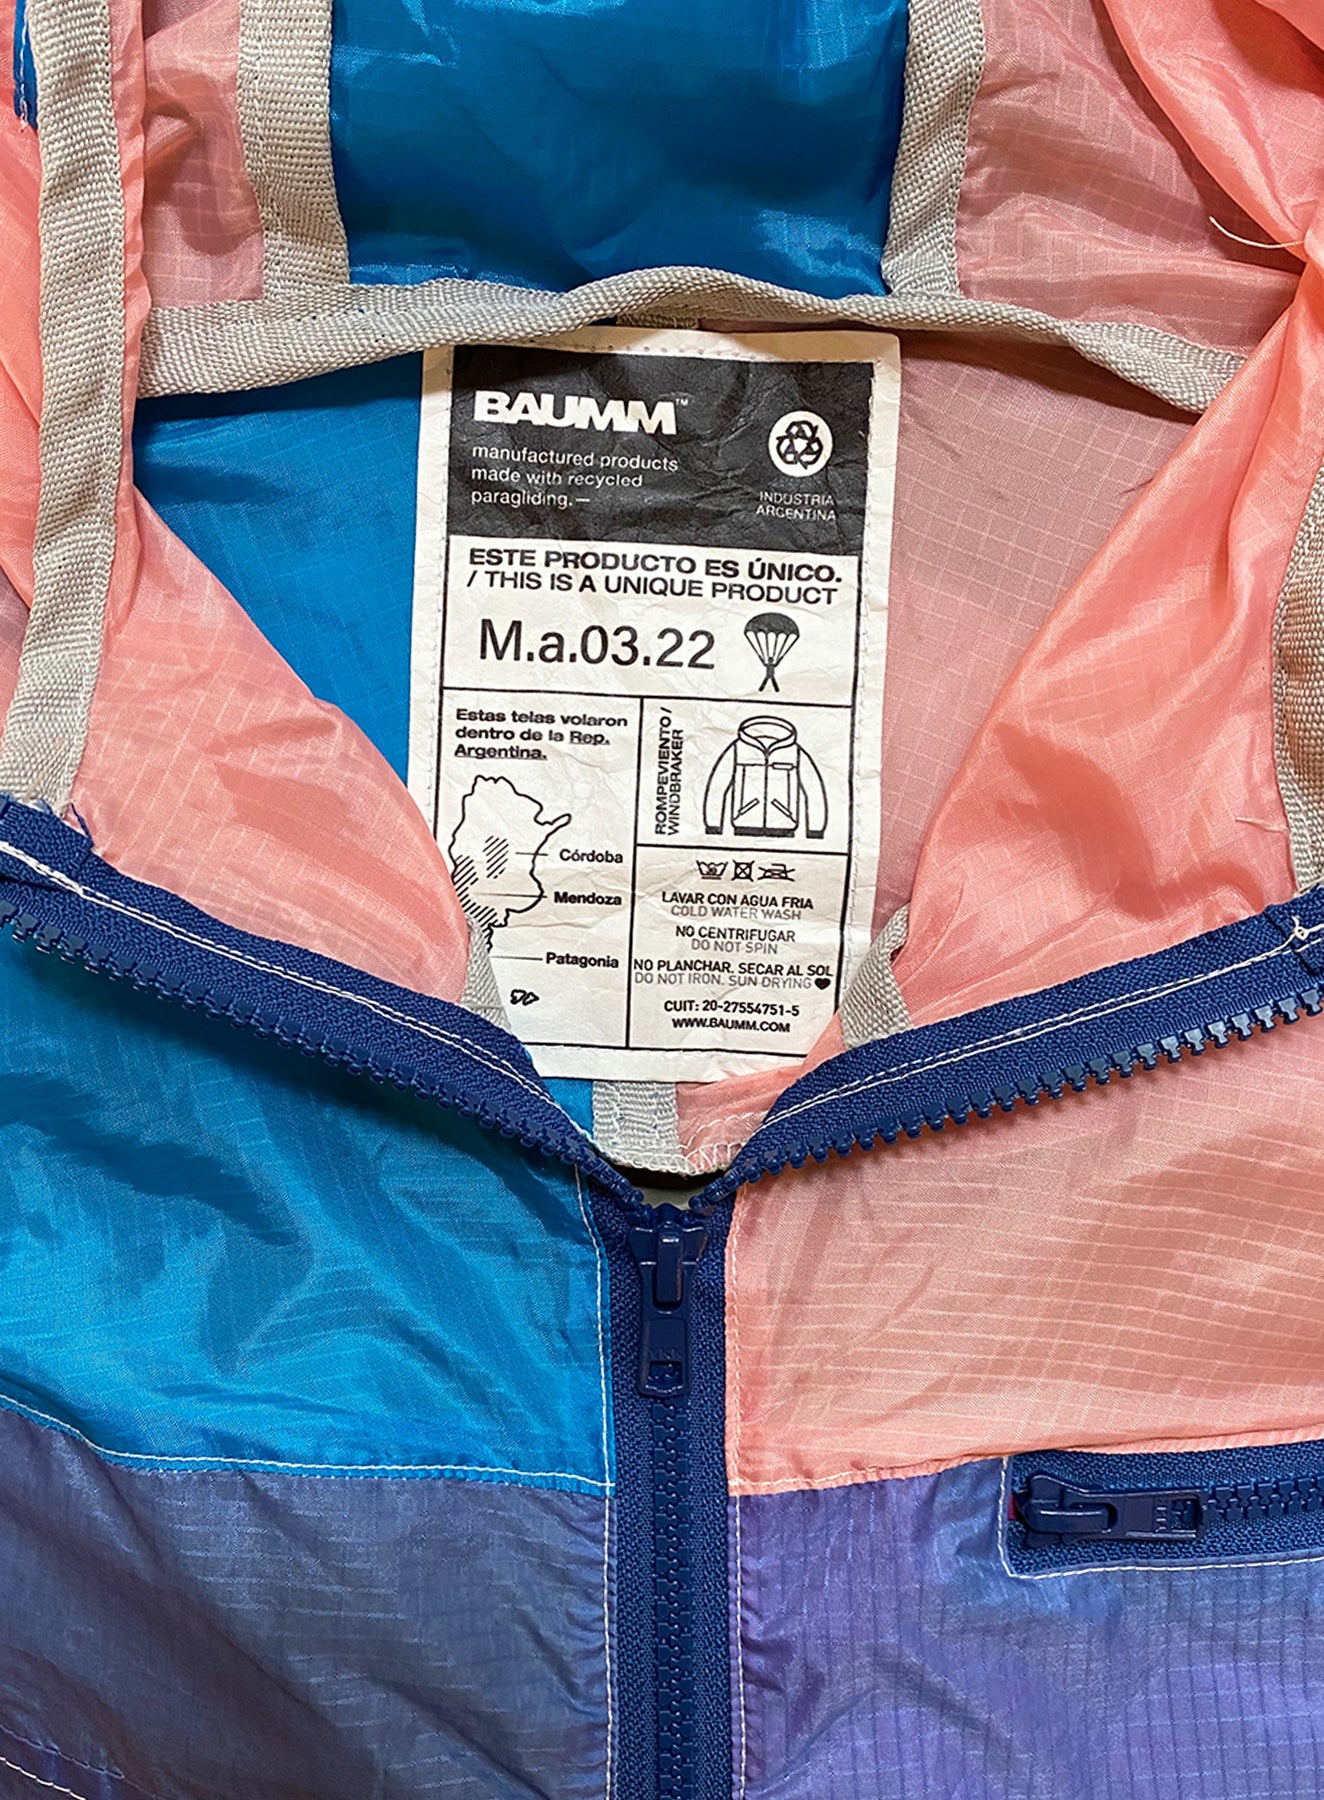 BAUMM™
manufactured products
made with recycled
paragliding.—
INDUSTRIA
ARGENTINA
ESTE PRODUCTO ES ÚNICO.
/ THIS IS A UNIQUE PRODUCT
M.a.03.22
Estas telas volaron
dentro de la Rep.
Argentina.
Córdoba
Mendoza
Patagonia
ROMPEVIENTO /
WINDBRAKER
LAVAR CON AGUA FRIA
COLD WATER WASH
NO CENTRIFUGAR
DO NOT SPIN
NO PLANCHAR. SECAR AL SOL
DO NOT IRON. SUN DRYING
CUIT: 20-27554751-5
WWW.BAUMM.COM